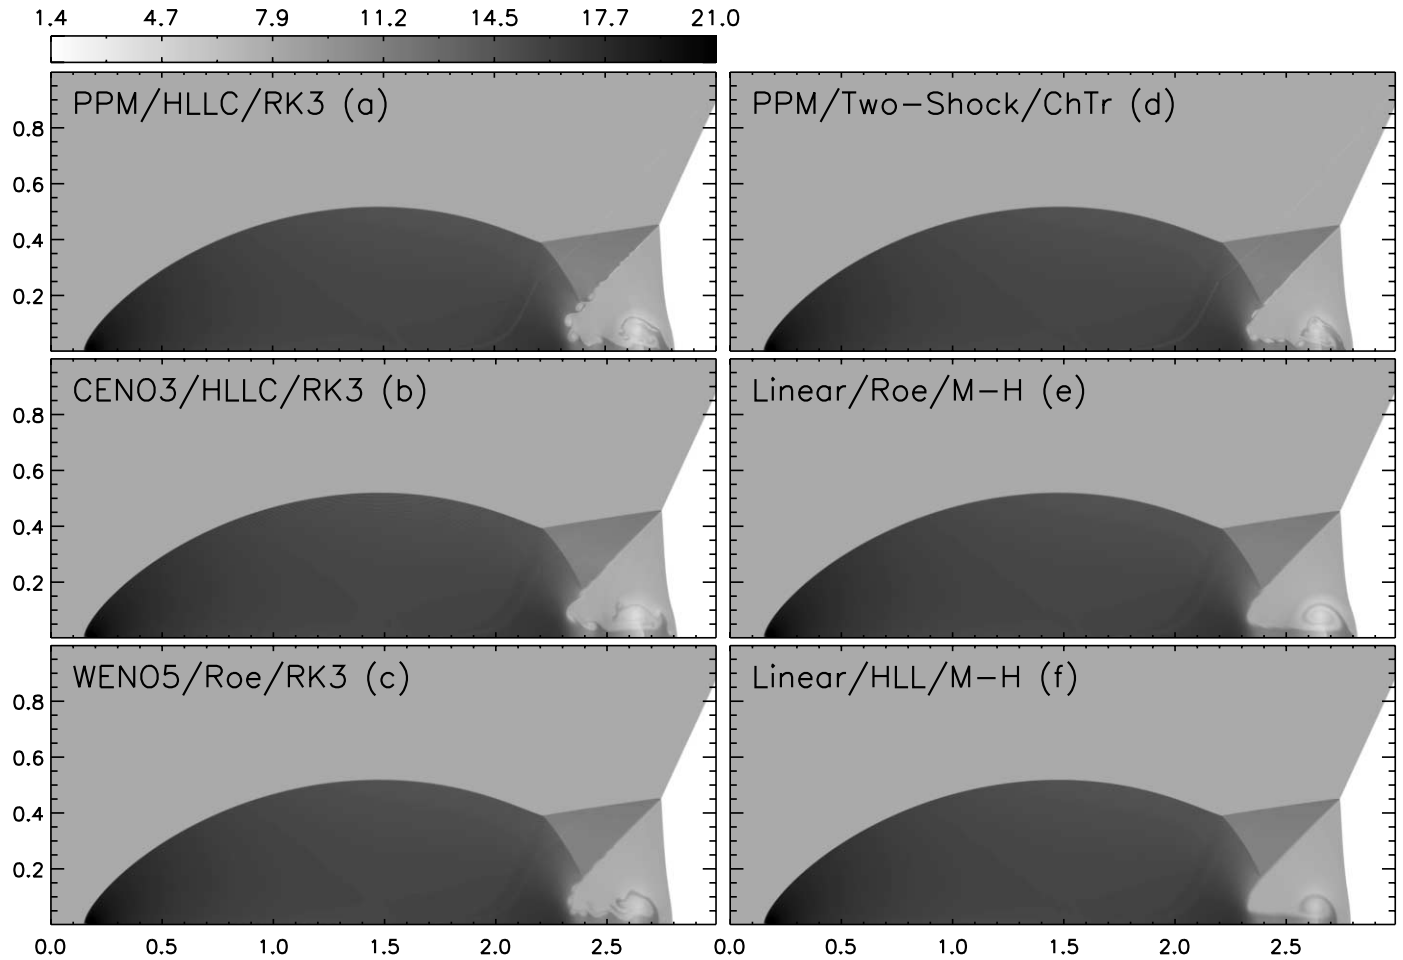 1.4 4.7 7.9 11.2 14.5 17.7 21.0
PPM/HLLC/RK3 (a)
0.8
0.6
0.4
0.2
PPM/Two-Shock/ChTr (d)
CENO3/HLLC/RK3 (b)
0.8
0.6
0.4
0.2
Linear/Roe/M-H (e)
WENO5/Roe/RK3 (c)
0.8
0.6
0.4
0.2
0.0 0.5 1.0 1.5 2.0 2.5
Linear/HLL/M-H (f)
0.0 0.5 1.0 1.5 2.0 2.5